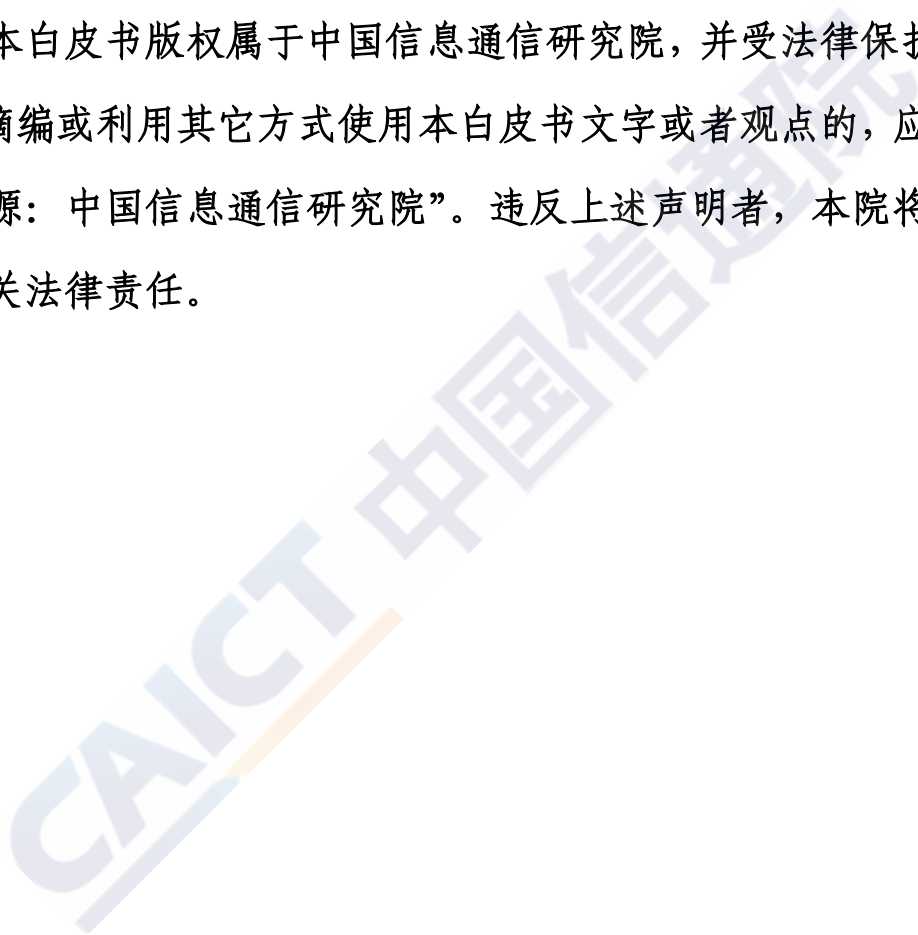 本白皮书版权属于中国信息通信研究院，并受法律保护
摘编或利用其它方式使用本白皮书文字或者观点的，应
源：中国信息通信研究院”。违反上述声明者，本院将
关法律责任。
CAICT 中国信通院